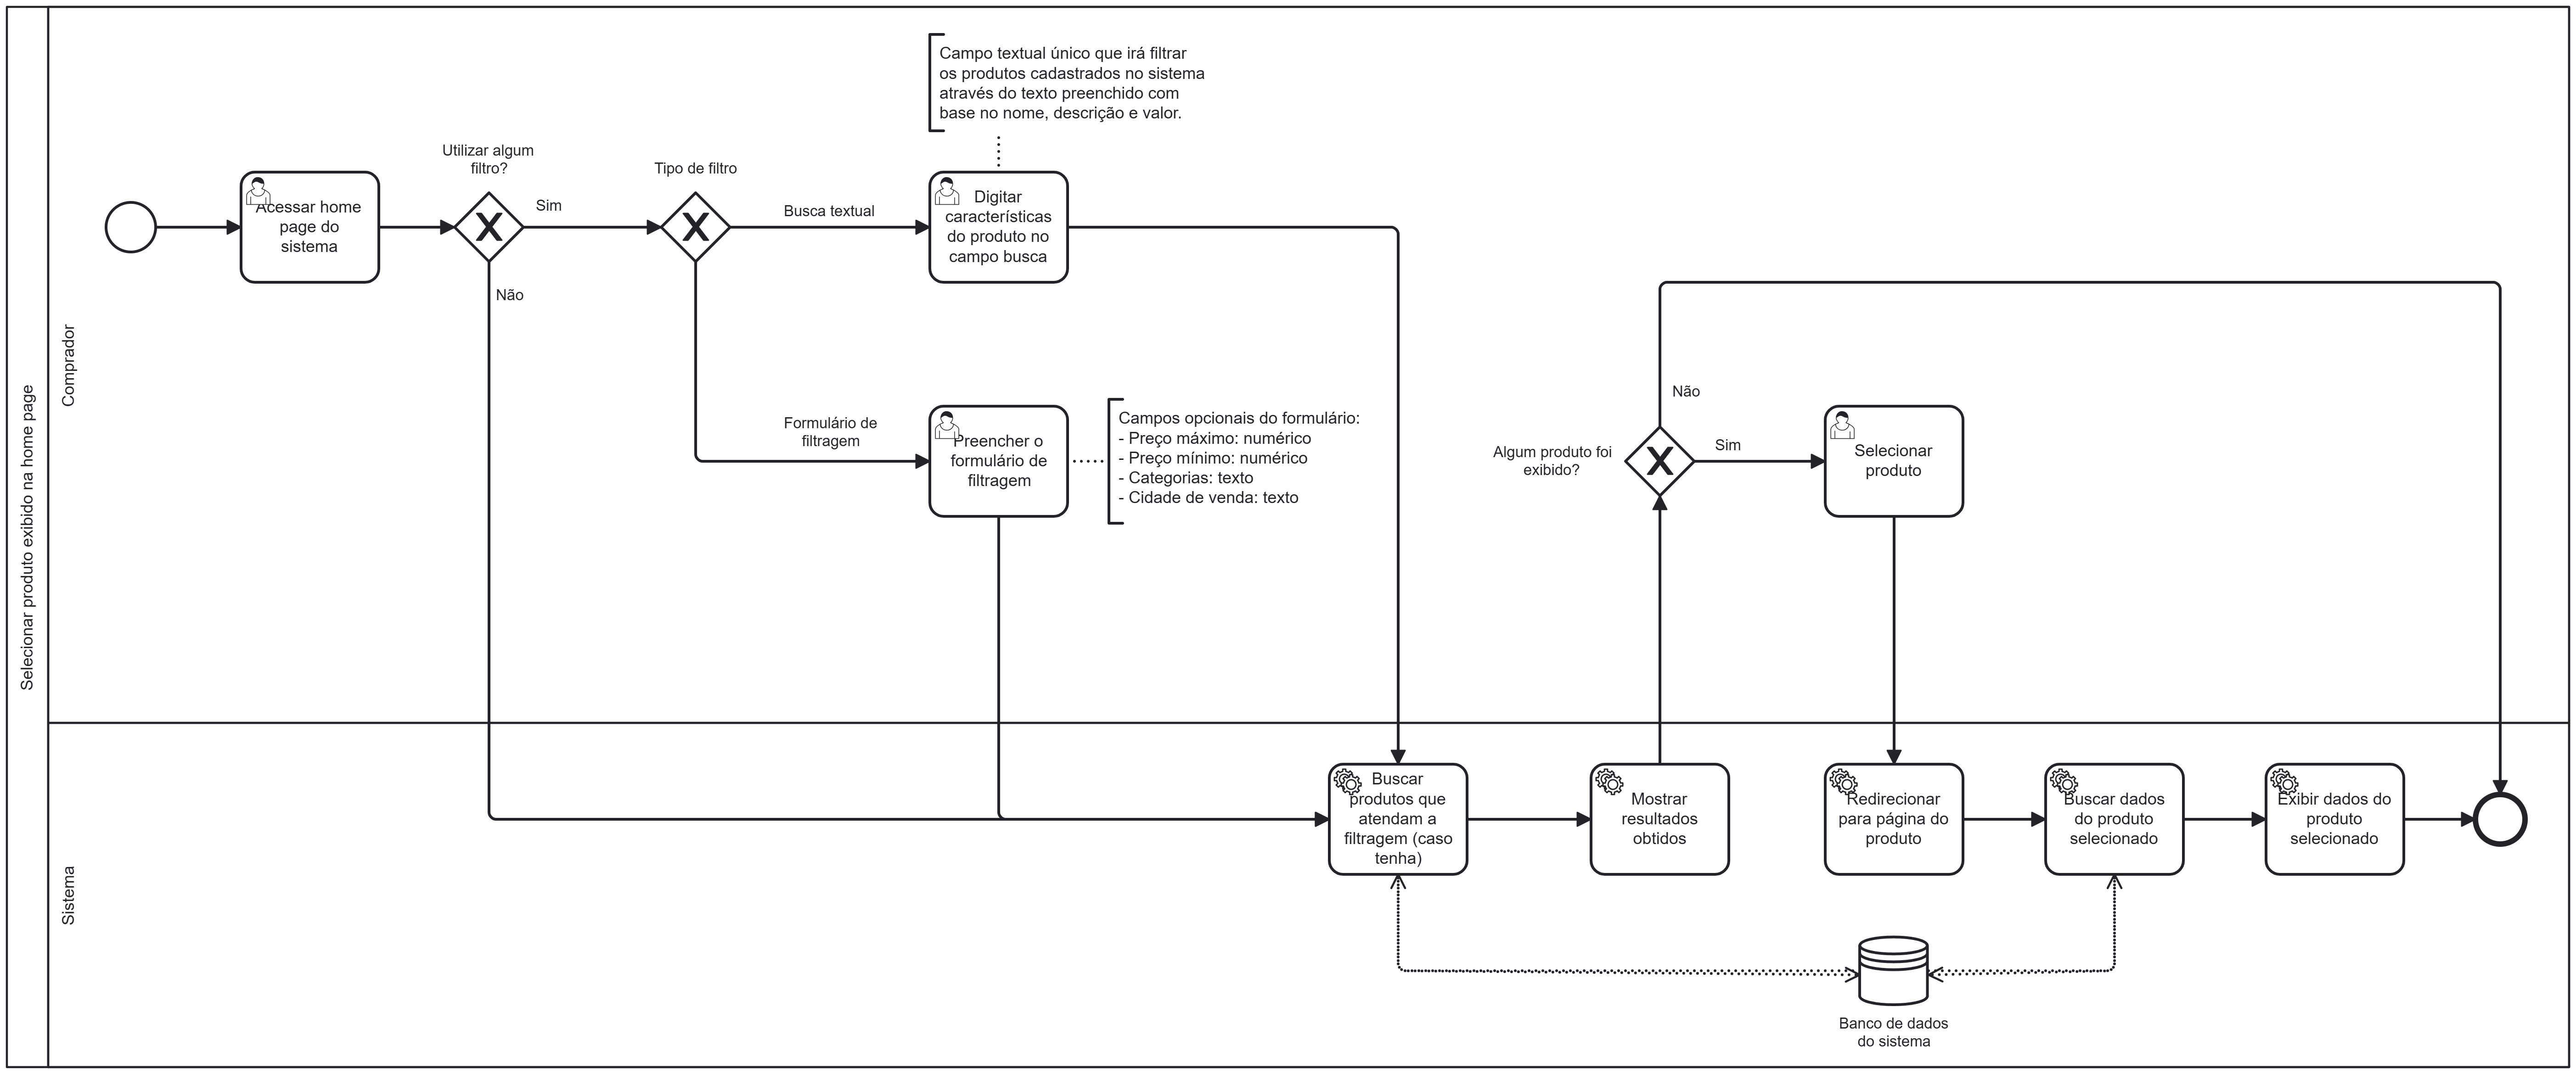 Selecionar produto exibido na home page
Comprador
Campo textual único que irá filtrar
os produtos cadastrados no sistema
através do texto preenchido com
base no nome, descrição e valor.
Acessar home
page do
sistema
Utilizar algum
filtro?
Sim
Não
Tipo de filtro
Busca textual
Digitar
características
do produto no
campo busca
Formulário de
filtragem
Preencher o
formulário de
filtragem
Campos opcionais do formulário:
- Preço máximo: numérico
- Preço mínimo: numérico
- Categorias: texto
- Cidade de venda: texto
Algum produto foi
exibido?
Não
Sim
Selecionar
produto
Sistema
Buscar
produtos que
atendam a
filtragem (caso
tenha)
Mostrar
resultados
obtidos
Redirecionar
para página do
produto
Buscar dados
do produto
selecionado
Exibir dados do
produto
selecionado
Banco de dados
do sistema